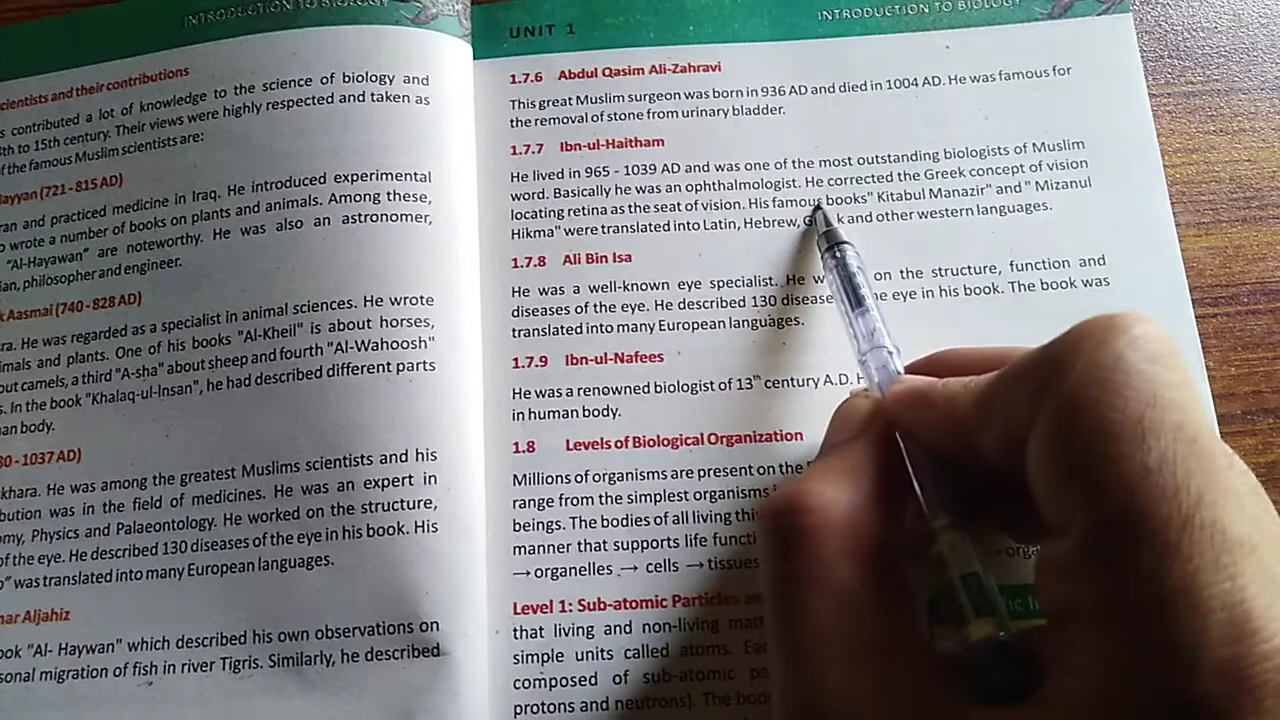 INTRODUCTION TO BIOLOGY
scientists and their contributions
contributed a lot of knowledge to the science of biology and
8th to 15th century. Their views were highly respected and taken as
of the famous Muslim scientists are:
Hayyan (721 - 815 AD)
and practiced medicine in Iraq. He introduced experimental
wrote a number of books on plants and animals. Among these,
"Al-Hayawan" are noteworthy. He was also an astronomer,
philosopher and engineer.
Asmai (740 - 828 AD)
He was regarded as a specialist in animal sciences. He wrote
and plants. One of his books "Al-Kheil" is about horses,
about camels, a third "A-sha" about sheep and fourth "Al-Wahoosh"
In the book "Khalaq-ul-Insan", he had described different parts
body.
1037 AD)
He was among the greatest Muslims scientists and his
was in the field of medicines. He was an expert in
Physics and Palaeontology. He worked on the structure,
of the eye. He described 130 diseases of the eye in his book. His
was translated into many European languages.
Aljahiz
book "Al- Haywan" which described his own observations on
migration of fish in river Tigris. Similarly, he described
UNIT 1
INTRODUCTION TO BIOLOGY
1.7.6 Abdul Qasim Ali-Zahravi
This great Muslim surgeon was born in 936 AD and died in 1004 AD. He was famous for
the removal of stone from urinary bladder.
1.7.7 Ibn-ul-Haitham
He lived in 965 - 1039 AD and was one of the most outstanding biologists of Muslim
word. Basically he was an ophthalmologist. He corrected the Greek concept of vision
locating retina as the seat of vision. His famous books" Kitabul Manazir" and " Mizanul
Hikma" were translated into Latin, Hebrew, and other western languages.
1.7.8 Ali Bin Isa
He was a well-known eye specialist. He on the structure, function and
diseases of the eye. He described 130 eye in his book. The book was
translated into many European languages.
1.7.9 Ibn-ul-Nafees
He was a renowned biologist of 13th century A.D.
in human body.
1.8 Levels of Biological Organization
Millions of organisms are present on the
range from the simplest organisms
beings. The bodies of all living
manner that supports life
→ organelles → cells → tissues
Level 1: Sub-atomic Particles
that living and non-living
simple units called atoms.
composed of sub-atomic
protons and neutrons). The